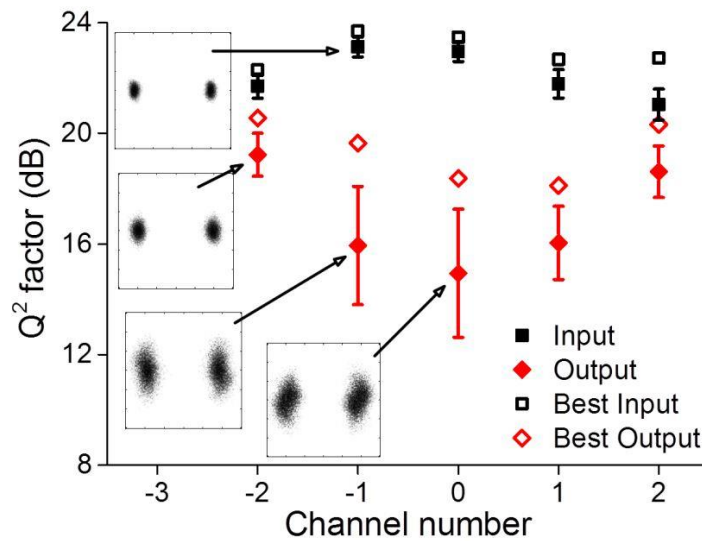 24
20
16
12
8
Q² factor (dB)
Input
Output
Best Input
Best Output
-3 -2 -1 0 1 2
Channel number